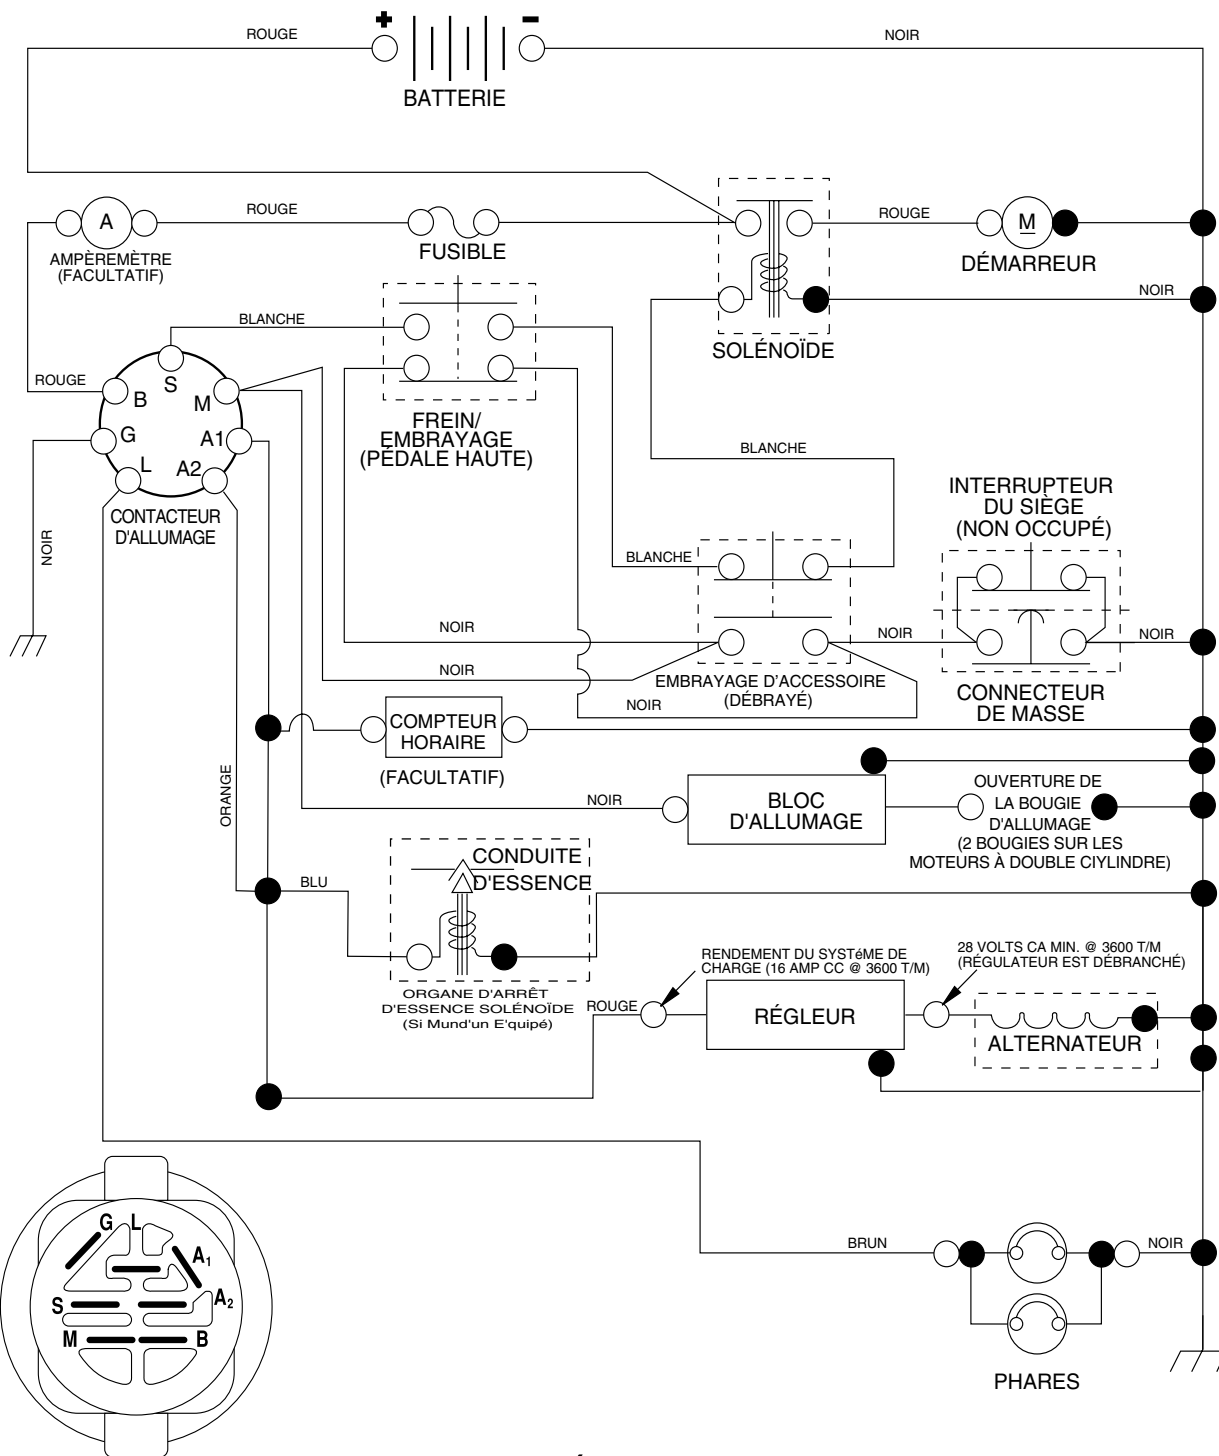 +
-
ROUGE
NOIR
BATTERIE
A
ROUGE
ROUGE
M
FUSIBLE
AMPÈREMÈTRE
(FACULTATIF)
DÉMARREUR
NOIR
BLANCHE
SOLÉNOÏDE
ROUGE
S
B
M
FREIN/
EMBRAYAGE
(PÉDALE HAUTE)
G
A1
L
A2
BLANCHE
CONTACTEUR
D'ALLUMAGE
INTERRUPTEUR
DU SIÈGE
(NON OCCUPÉ)
NOIR
BLANCHE
NOIR
NOIR
NOIR
NOIR
EMBRAYAGE D'ACCESSOIRE
(DÉBRAYÉ)
CONNECTEUR
DE MASSE
NOIR
COMPTEUR
HORAIRE
(FACULTATIF)
ORANGE
NOIR
BLOC
D'ALLUMAGE
OUVERTURE DE
LA BOUGIE
D'ALLUMAGE
(2 BOUGIES SUR LES
MOTEURS À DOUBLE CIYLINDRE)
CONDUITE
D'ESSENCE
BLU
RENDEMENT DU SYSTéME DE
CHARGE (16 AMP CC @ 3600 T/M)
28 VOLTS CA MIN. @ 3600 T/M
(RÉGULATEUR EST DÉBRANCHÉ)
ORGANE D'ARRÊT
D'ESSENCE SOLÉNOÏDE
(Si Mund'un E'quipé)
ROUGE
RÉGLEUR
ALTERNATEUR
G L
A1
A2
S
M
B
BRUN
NOIR
PHARES